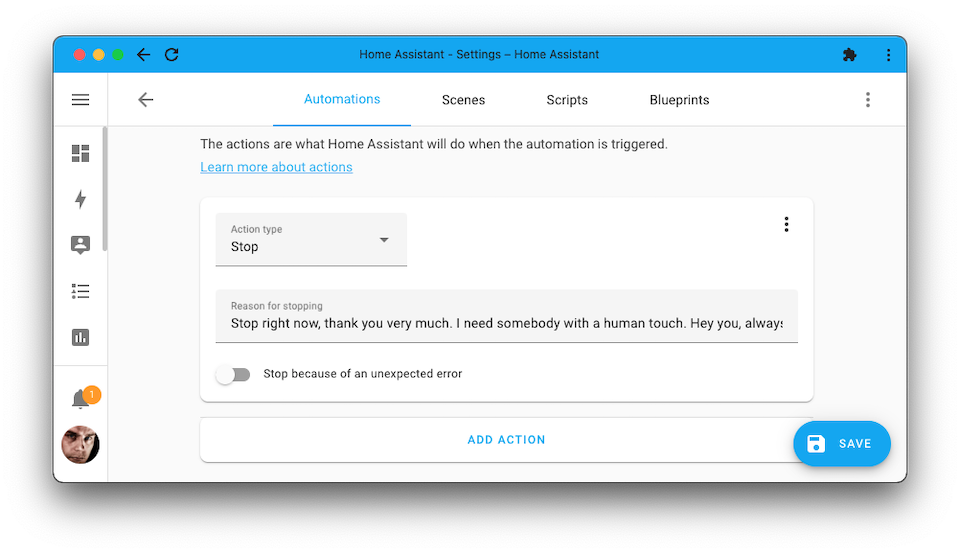 Home Assistant - Settings – Home Assistant
Automations
Scenes
Scripts
Blueprints
The actions are what Home Assistant will do when the automation is triggered.
Learn more about actions
Action type
Stop
Reason for stopping
Stop right now, thank you very much. I need somebody with a human touch. Hey you, always
Stop because of an unexpected error
1
ADD ACTION
SAVE